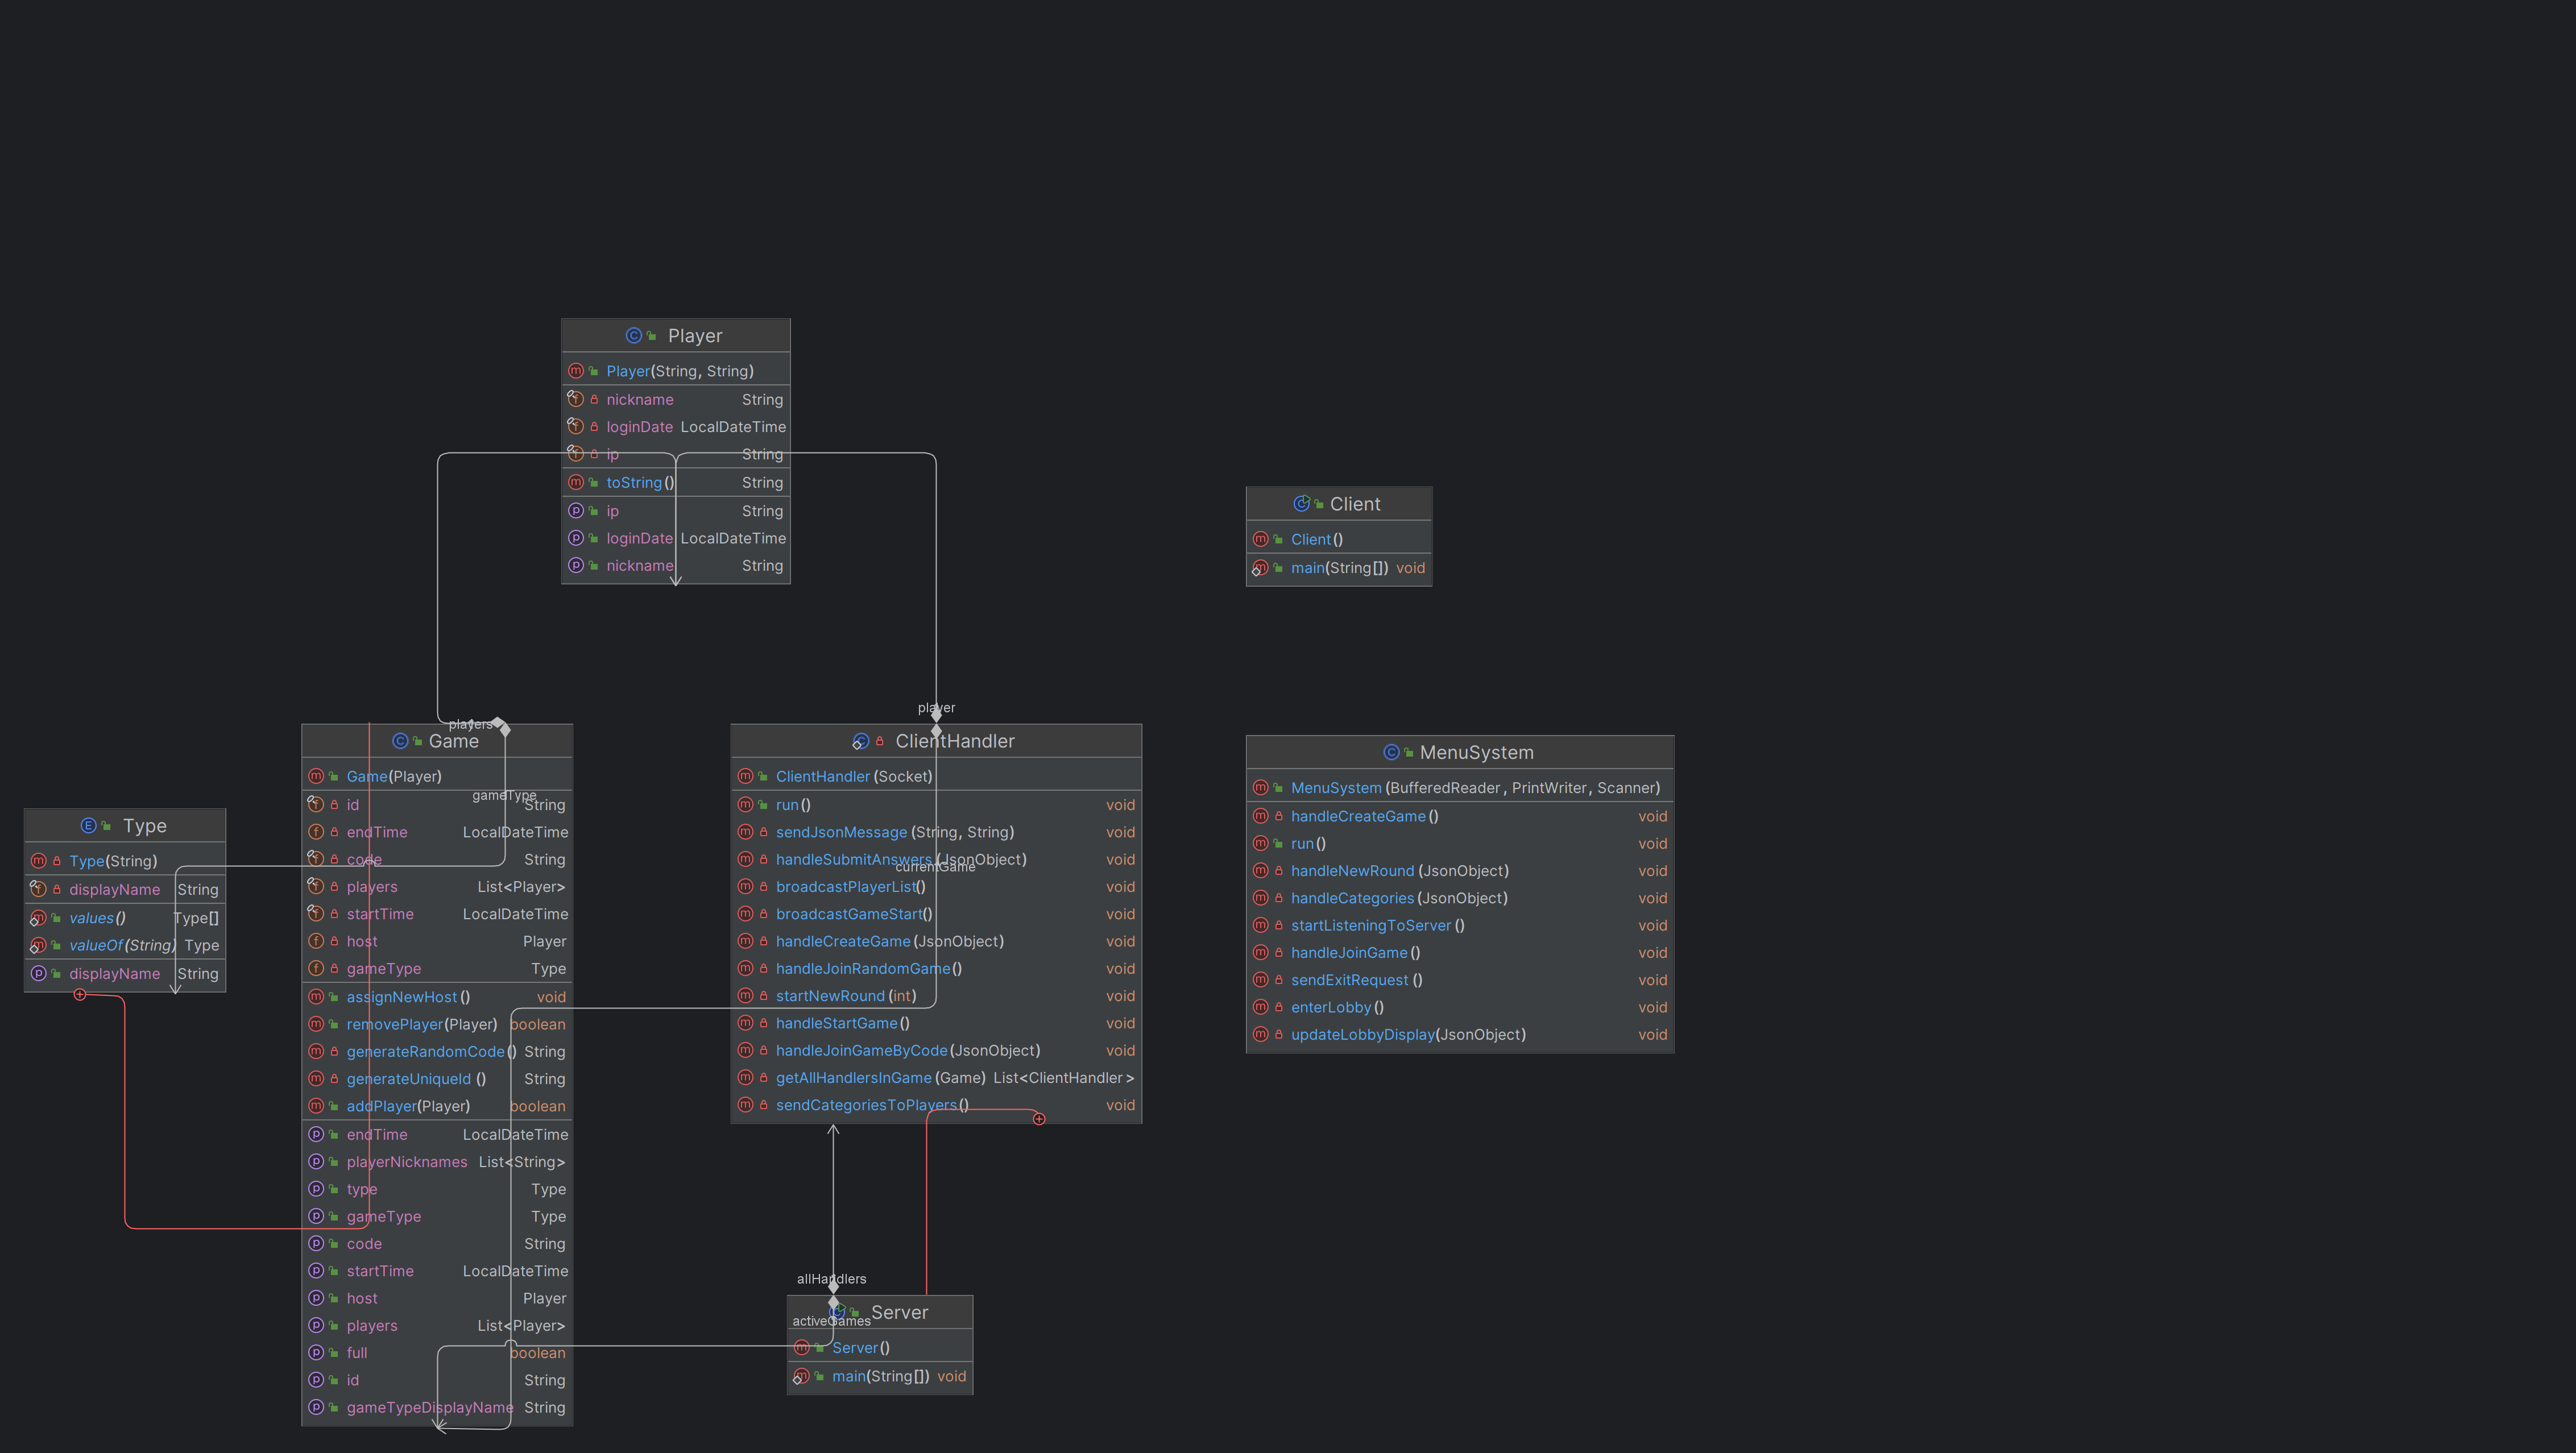 Player
Player(String, String)
nickname String
loginDate LocalDateTime
ip String
toString() String
ip String
loginDate LocalDateTime
nickname String
Client
Client()
main(String[]) void
players
Game
Game(Player)
gameType
id String
endTime LocalDateTime
code String
players List<Player>
startTime LocalDateTime
host Player
gameType Type
assignNewHost() void
removePlayer(Player) boolean
generateRandomCode() String
generateUniqueId() String
addPlayer(Player) boolean
endTime LocalDateTime
playerNicknames List<String>
type Type
gameType Type
code String
startTime LocalDateTime
host Player
players List<Player>
full boolean
id String
gameTypeDisplayName String
player
ClientHandler
ClientHandler(Socket)
run() void
sendJsonMessage(String, String) void
handleSubmitAnswers(JsonObject) void
currentGame
broadcastPlayerList() void
broadcastGameStart() void
handleCreateGame(JsonObject) void
handleJoinRandomGame() void
startNewRound(int) void
handleStartGame() void
handleJoinGameByCode(JsonObject) void
getAllHandlersInGame(Game) List<ClientHandler>
sendCategoriesToPlayers() void
MenuSystem
MenuSystem(BufferedReader, PrintWriter, Scanner)
handleCreateGame() void
run() void
handleNewRound(JsonObject) void
handleCategories(JsonObject) void
startListeningToServer() void
handleJoinGame() void
sendExitRequest() void
enterLobby() void
updateLobbyDisplay(JsonObject) void
Type
Type(String)
displayName String
values() Type[]
valueOf(String) Type
displayName String
allHandlers
Server
activeGames
Server()
main(String[]) void